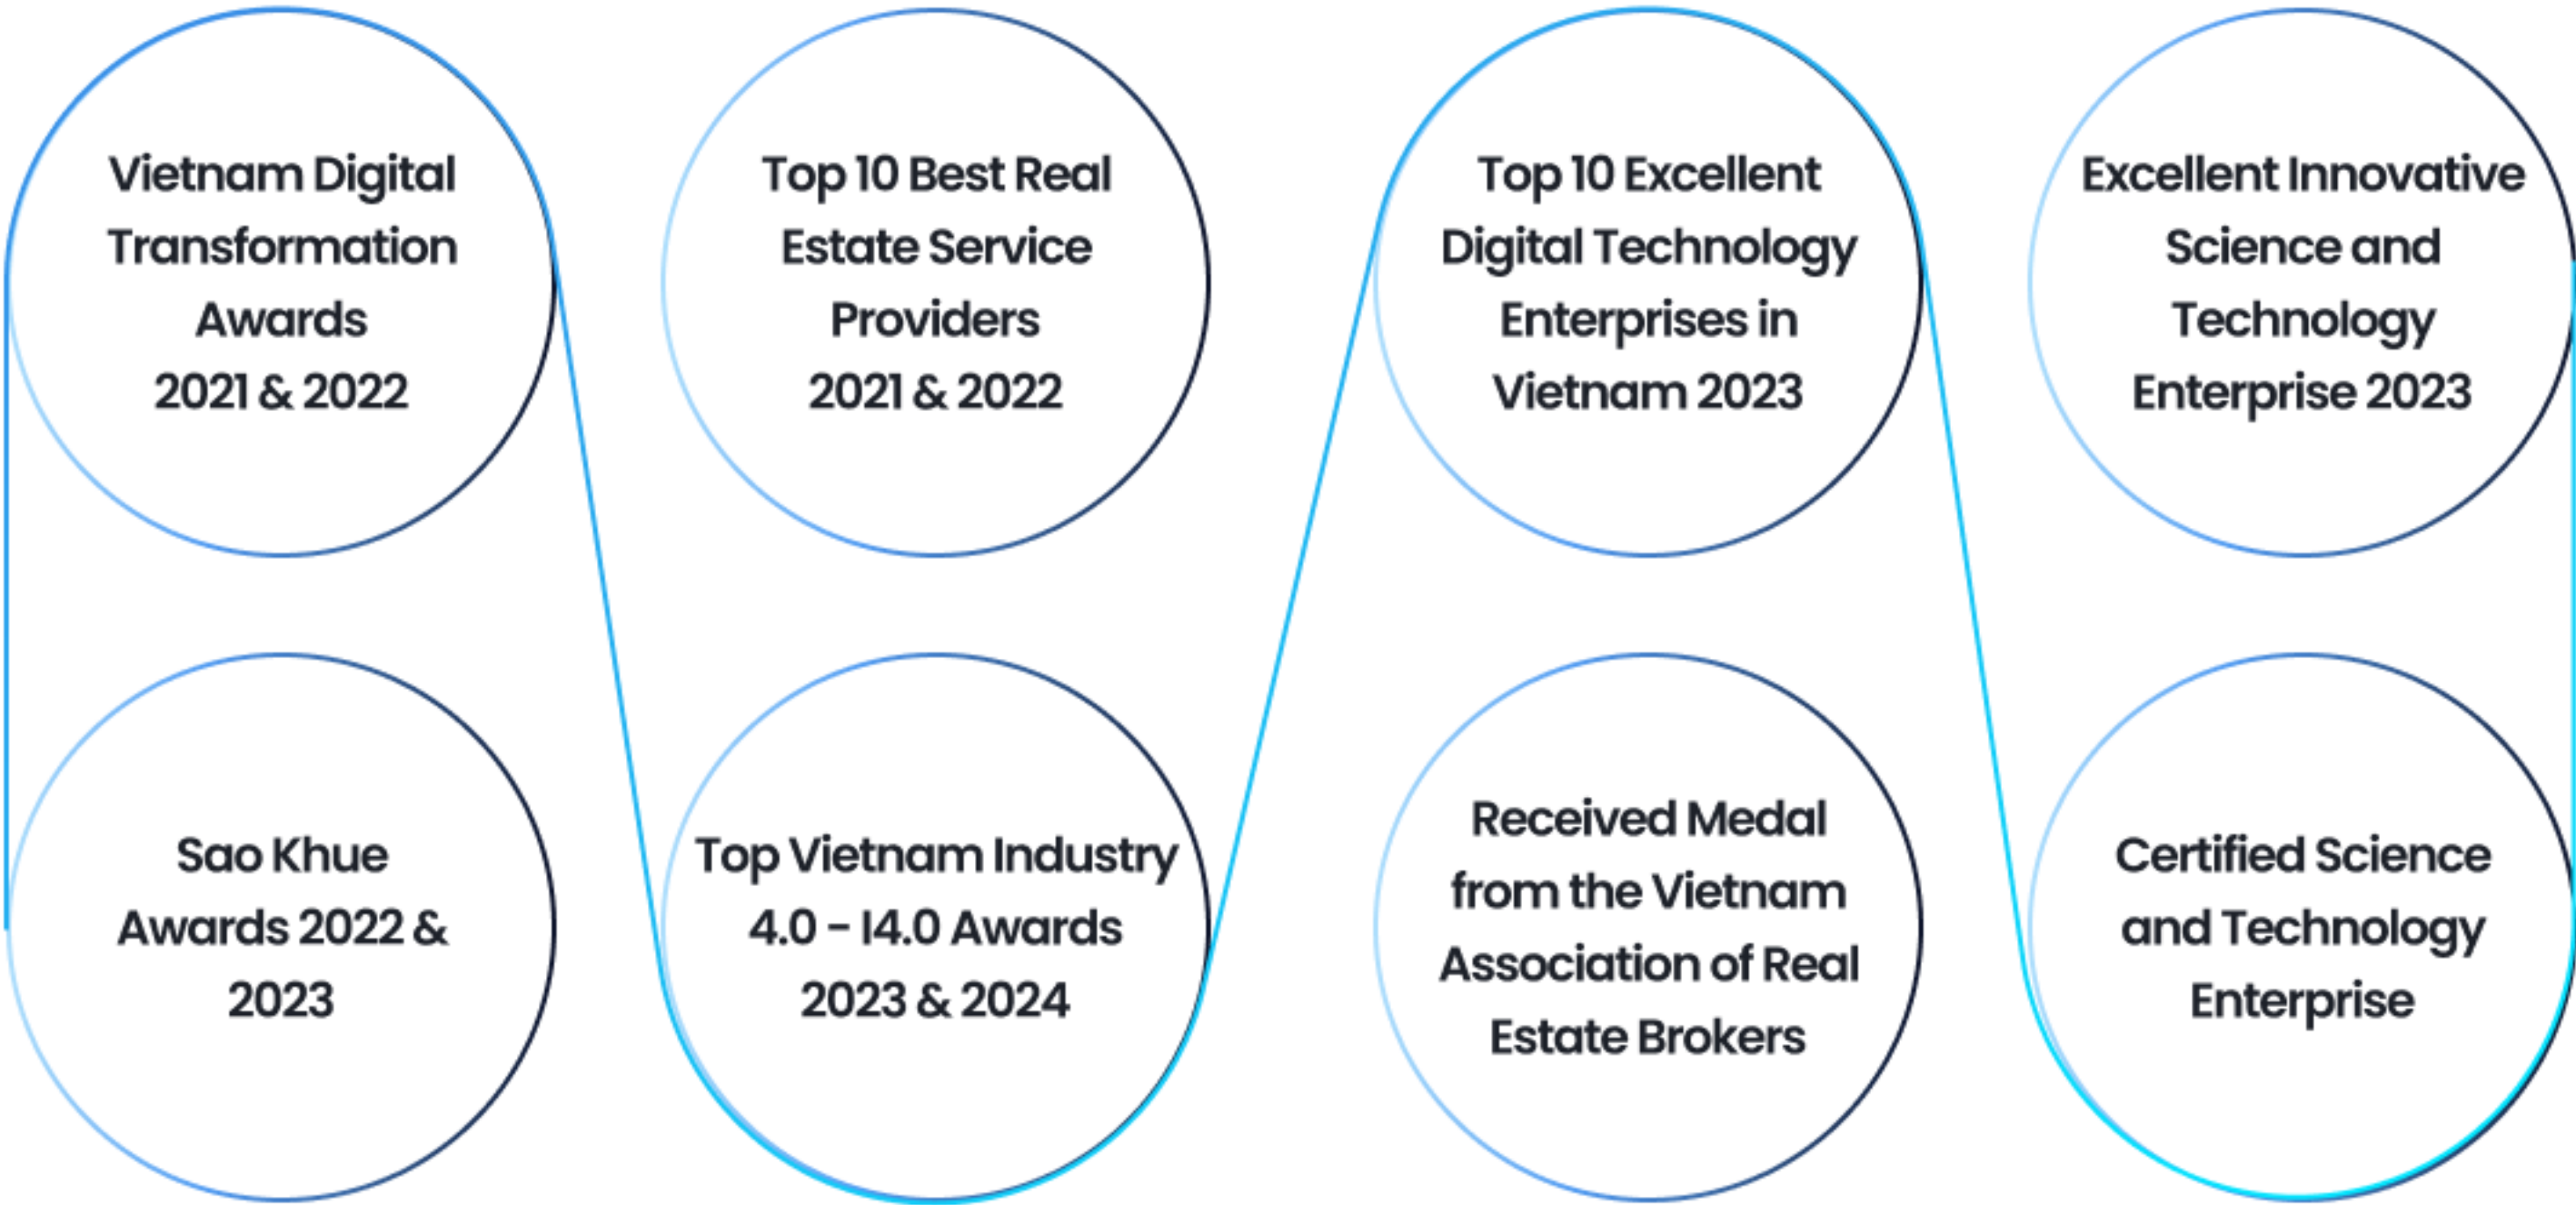 Vietnam Digital
Transformation
Awards
2021 & 2022
Top 10 Best Real
Estate Service
Providers
2021 & 2022
Top 10 Excellent
Digital Technology
Enterprises in
Vietnam 2023
Excellent Innovative
Science and
Technology
Enterprise 2023
Sao Khue
Awards 2022 &
2023
Top Vietnam Industry
4.0 - I4.0 Awards
2023 & 2024
Received Medal
from the Vietnam
Association of Real
Estate Brokers
Certified Science
and Technology
Enterprise